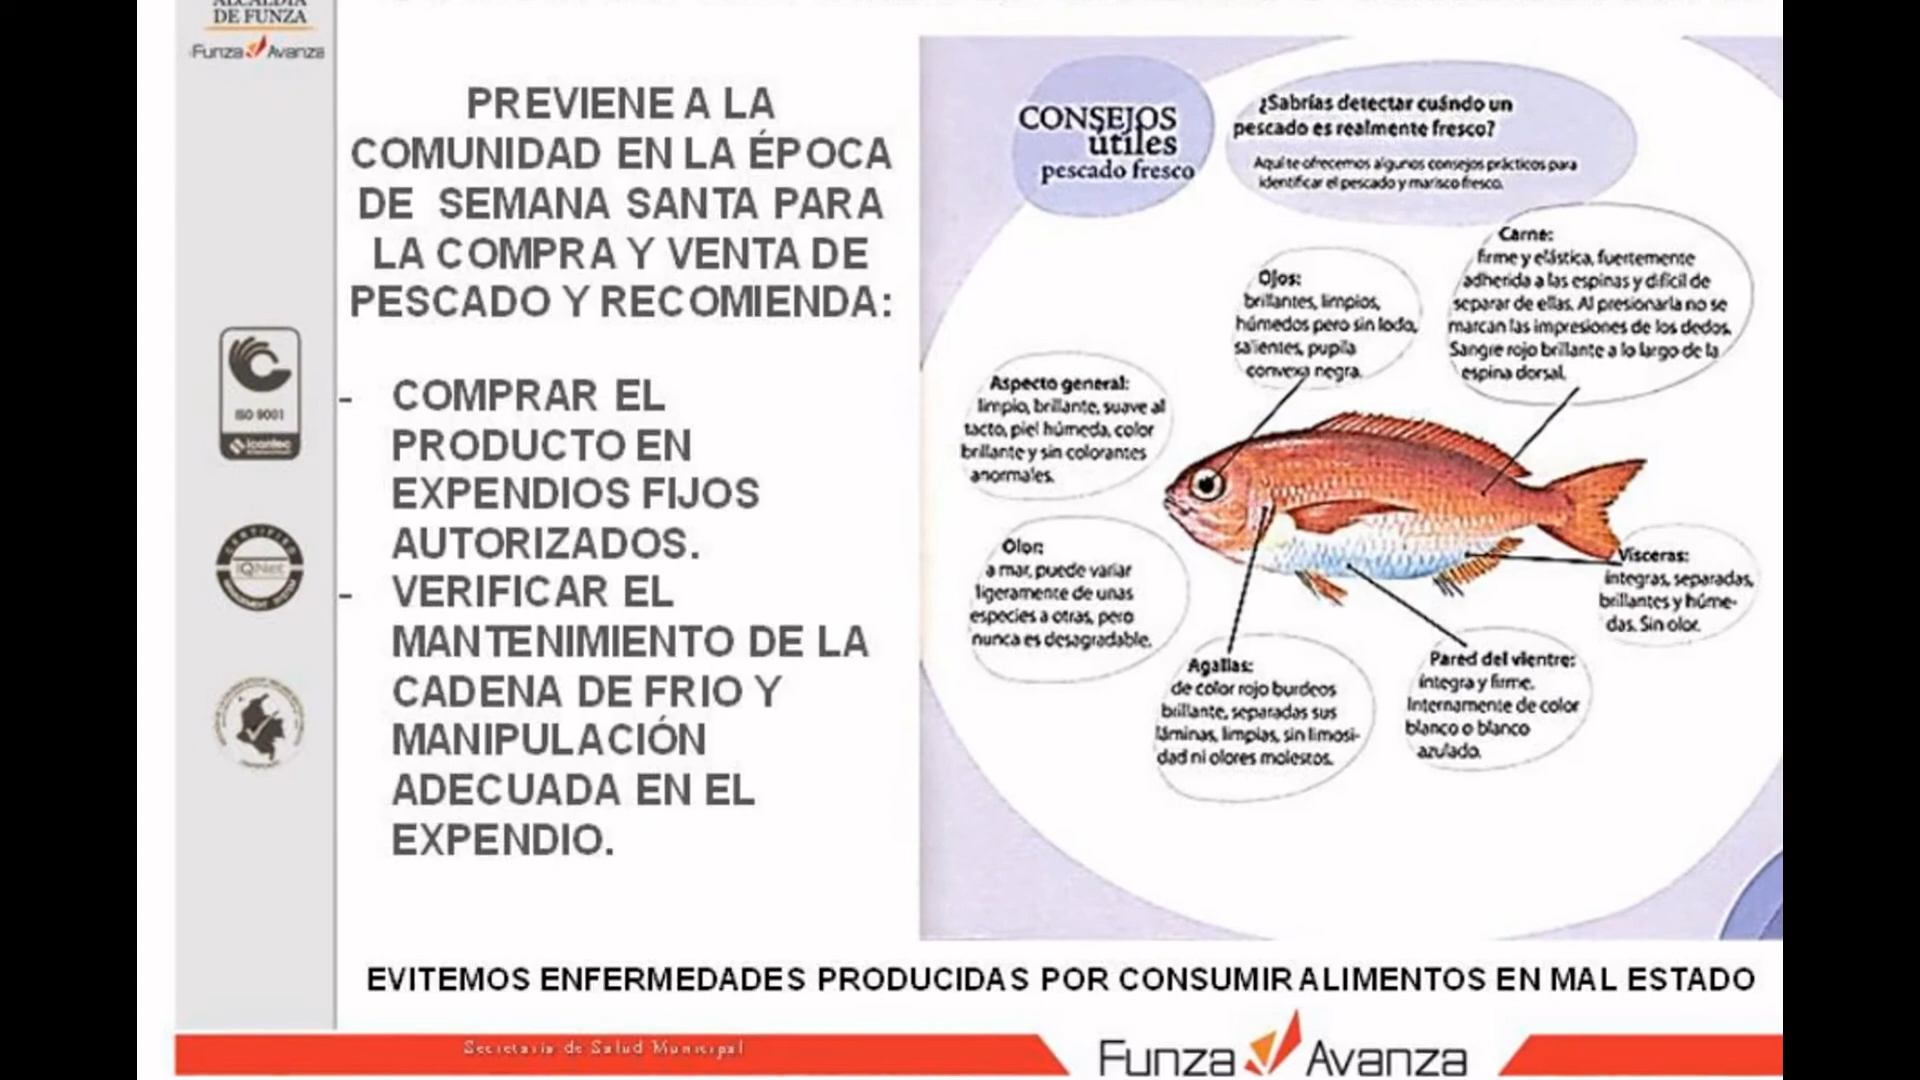 ALCALDÍA
DE FUNZA
Funza Avanza
PREVIENE A LA
COMUNIDAD EN LA ÉPOCA
DE SEMANA SANTA PARA
LA COMPRA Y VENTA DE
PESCADO Y RECOMIENDA:
- COMPRAR EL
PRODUCTO EN
EXPENDIOS FIJOS
AUTORIZADOS.
- VERIFICAR EL
MANTENIMIENTO DE LA
CADENA DE FRIO Y
MANIPULACIÓN
ADECUADA EN EL
EXPENDIO.
ISO 9001
icontec
CERTIFIED
IQNet
MANAGEMENT SYSTEM
CONSEJOS
útiles
pescado fresco
¿Sabrías detectar cuándo un
pescado es realmente fresco?
Aquí te ofrecemos algunos consejos prácticos para
identificar el pescado y marisco fresco.
Ojos:
brillantes, limpios,
húmedos pero sin lodo,
salientes, pupila
convexa negra.
Carne:
firme y elástica, fuertemente
adherida a las espinas y difícil de
separar de ellas. Al presionarla no se
marcan las impresiones de los dedos.
Sangre rojo brillante a lo largo de la
espina dorsal.
Aspecto general:
limpio, brillante, suave al
tacto, piel húmeda, color
brillante y sin colorantes
anormales.
Olor:
a mar, puede variar
ligeramente de unas
especies a otras, pero
nunca es desagradable.
Vísceras:
íntegras, separadas,
brillantes y húme-
das. Sin olor.
Agallas:
de color rojo burdeos
brillante, separadas sus
láminas, limpias, sin limosi-
dad ni olores molestos.
Pared del vientre:
íntegra y firme.
Internamente de color
blanco o blanco
azulado.
EVITEMOS ENFERMEDADES PRODUCIDAS POR CONSUMIR ALIMENTOS EN MAL ESTADO
Secretaria de Salud Municipal
Funza Avanza